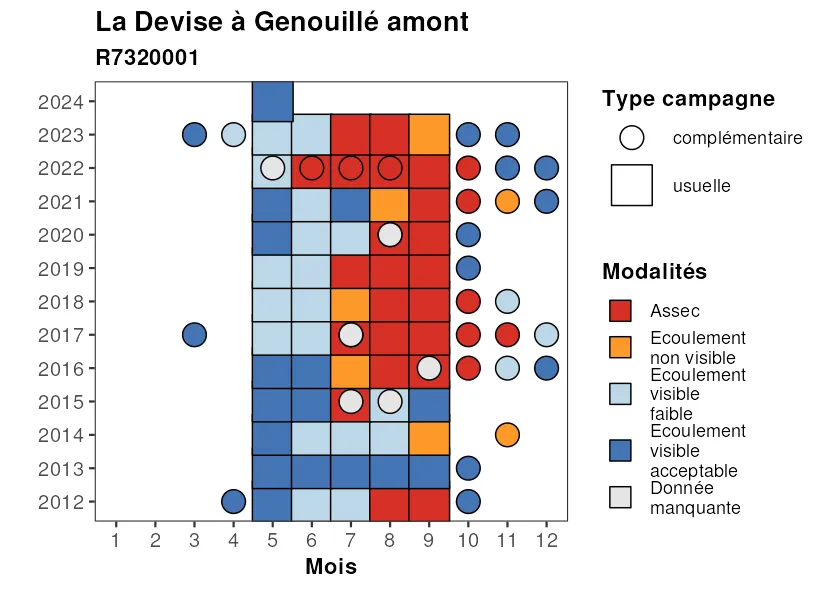 La Devise à Genouillé amont
R7320001
2024
2023
2022
2021
2020
2019
2018
2017
2016
2015
2014
2013
2012
1 2 3 4 5 6 7 8 9 10 11 12
Mois
Type campagne
complémentaire
usuelle
Modalités
Assec
Ecoulement
non visible
Ecoulement
visible
faible
Ecoulement
visible
acceptable
Donnée
manquante